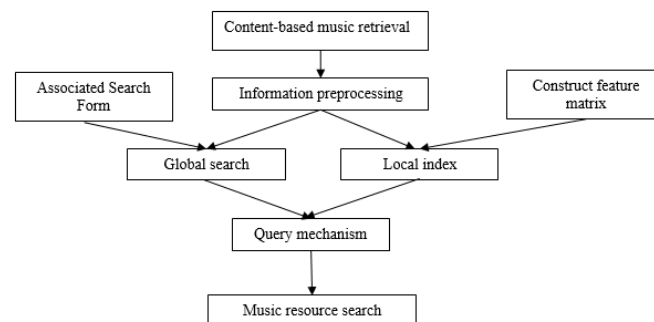 Content-based music retrieval
Associated Search
Form
Information preprocessing
Construct feature
matrix
Global search
Local index
Query mechanism
Music resource search